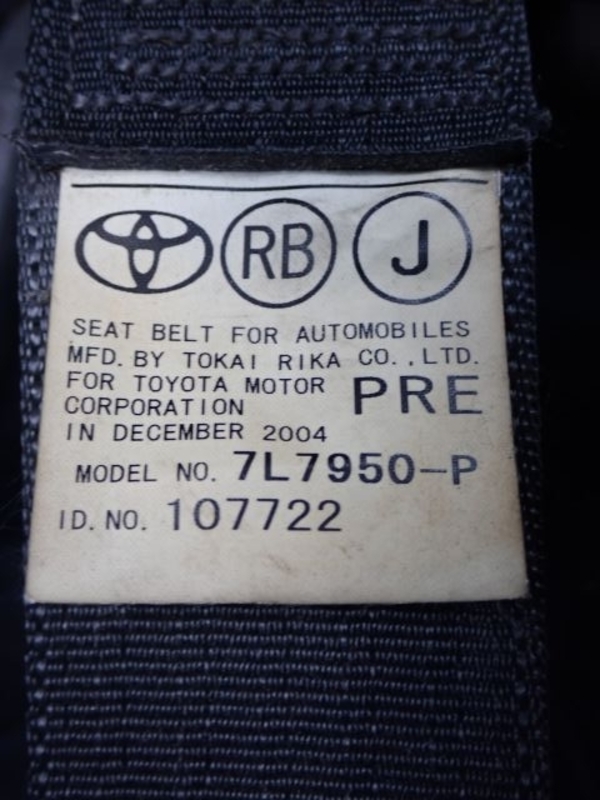 RB J
SEAT BELT FOR AUTOMOBILES
MFD. BY TOKAI RIKA CO., LTD.
FOR TOYOTA MOTOR
CORPORATION PRE
IN DECEMBER 2004
MODEL NO. 7L7950-P
ID. NO. 107722